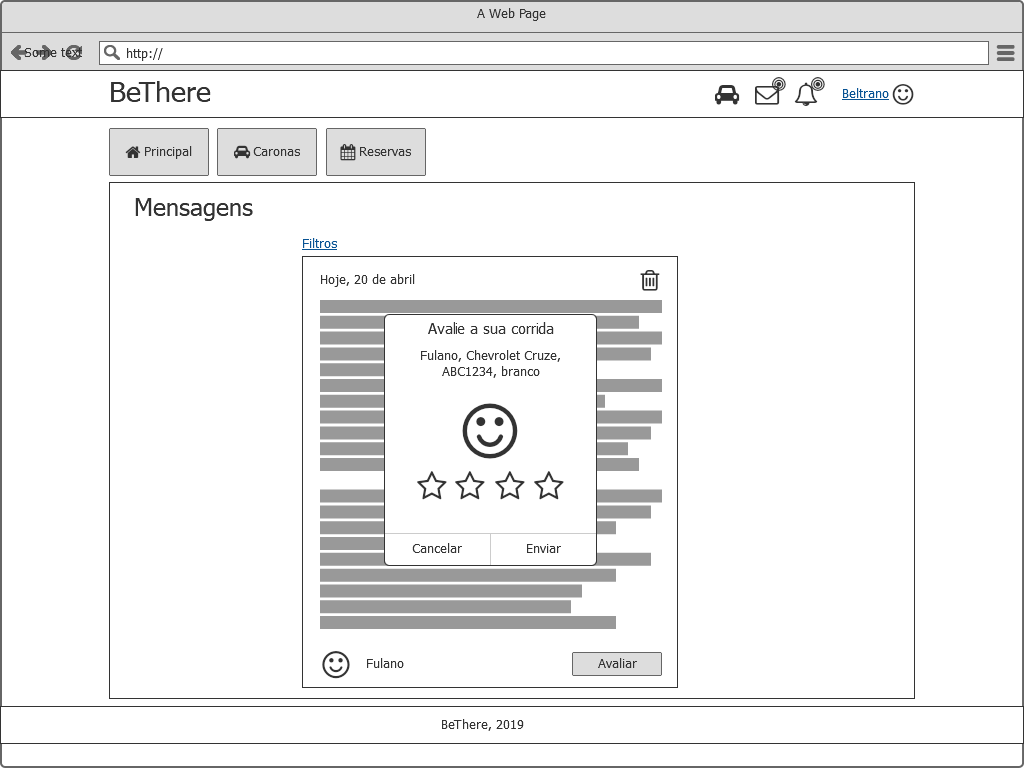 A Web Page
Some text
http://
BeThere
Beltrano
Principal
Caronas
Reservas
Mensagens
Filtros
Hoje, 20 de abril
Avalie a sua corrida
Fulano, Chevrolet Cruze,
ABC1234, branco
Cancelar
Enviar
Fulano
Avaliar
BeThere, 2019